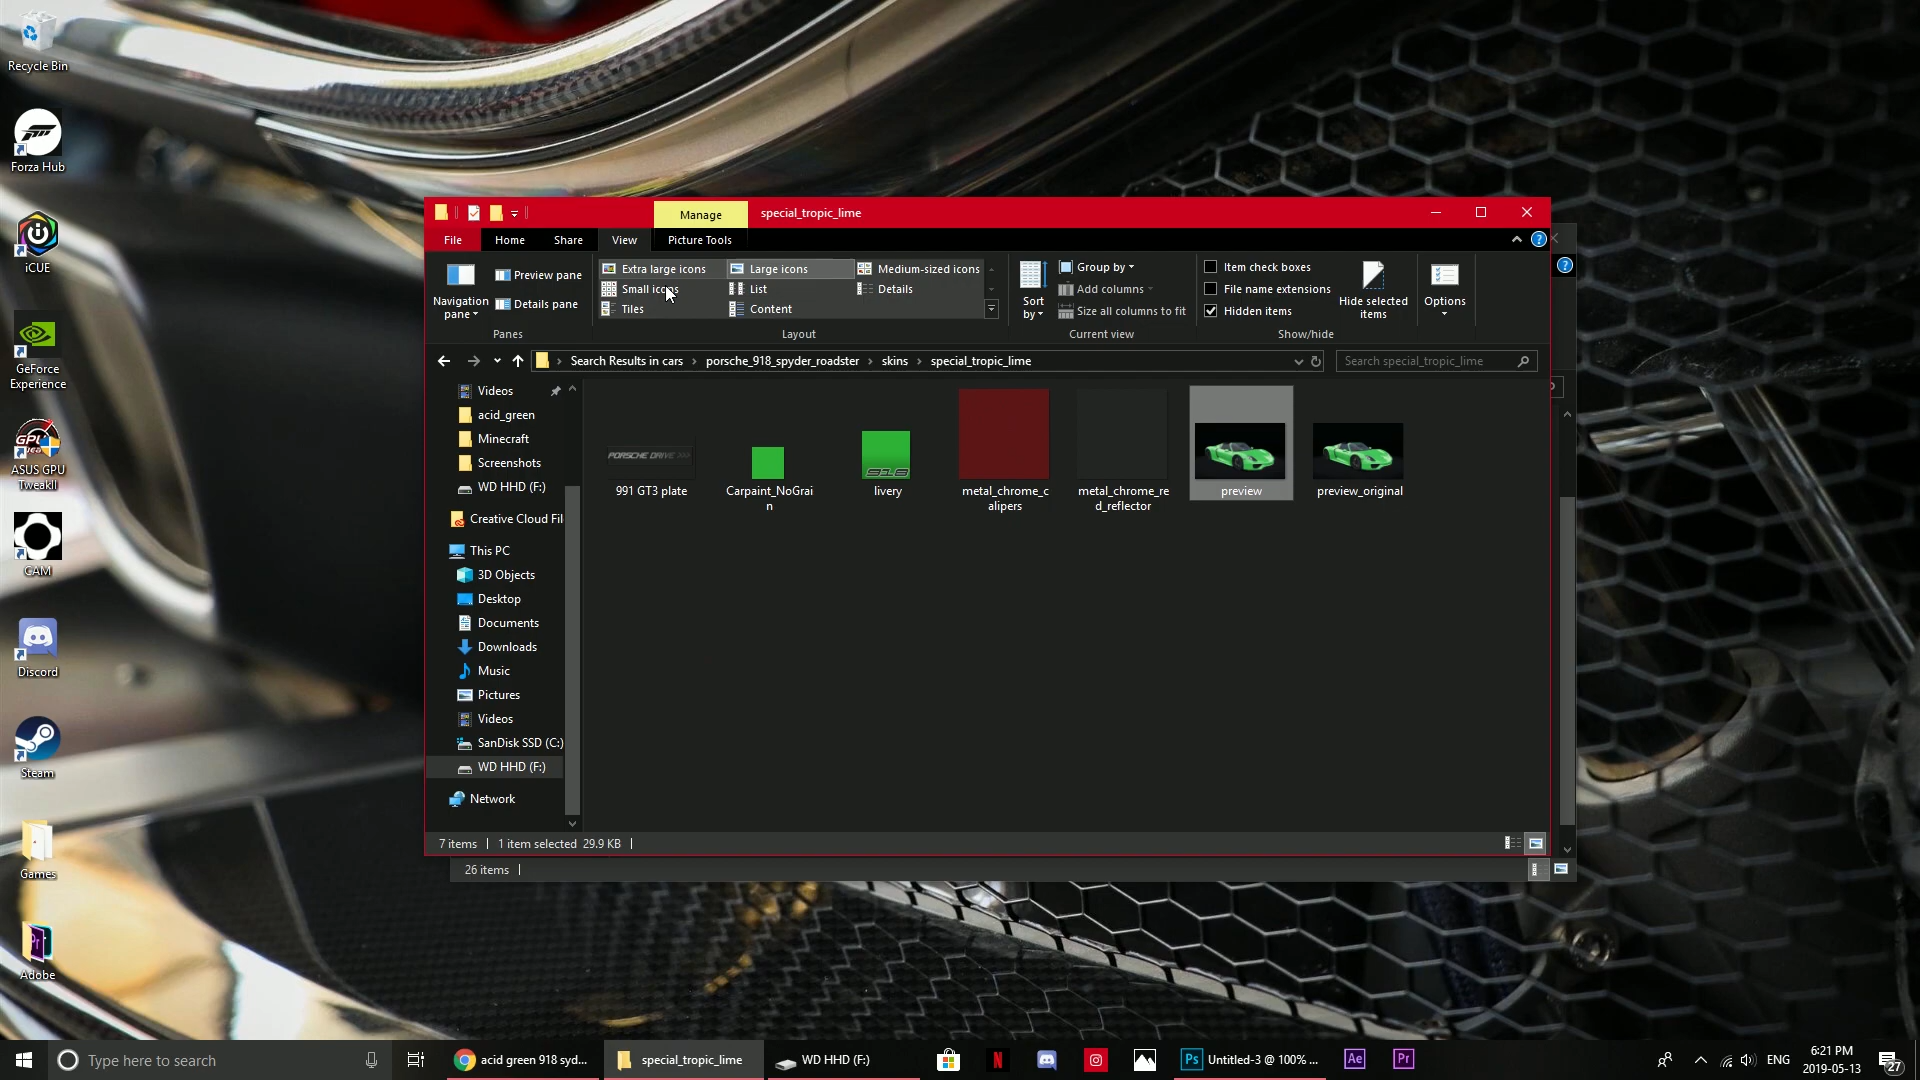 Recycle Bin
Forza Hub
iCUE
GeForce
Experience
ASUS GPU
TweakII
CAM
Discord
Steam
Games
Adobe
Manage
special_tropic_lime
File
Home
Share
View
Picture Tools
Navigation
pane
Preview pane
Details pane
Panes
Extra large icons
Large icons
Medium-sized icons
Small icons
List
Details
Tiles
Content
Layout
Sort
by
Group by
Add columns
Size all columns to fit
Current view
Item check boxes
File name extensions
Hidden items
Hide selected
items
Show/hide
Options
Search Results in cars
porsche_918_spyder_roadster
skins
special_tropic_lime
Search special_tropic_lime
Videos
acid_green
Minecraft
Screenshots
WD HHD (F:)
Creative Cloud Fil
This PC
3D Objects
Desktop
Documents
Downloads
Music
Pictures
Videos
SanDisk SSD (C:)
WD HHD (F:)
Network
PORSCHE DRIVE >>>
991 GT3 plate
Carpaint_NoGrai
n
918
livery
metal_chrome_c
alipers
metal_chrome_re
d_reflector
preview
preview_original
7 items
1 item selected 29.9 KB
26 items
Type here to search
acid green 918 syd...
special_tropic_lime
WD HHD (F:)
N
Ps
Untitled-3 @ 100% ...
Ae
Pr
ENG
6:21 PM
2019-05-13
27